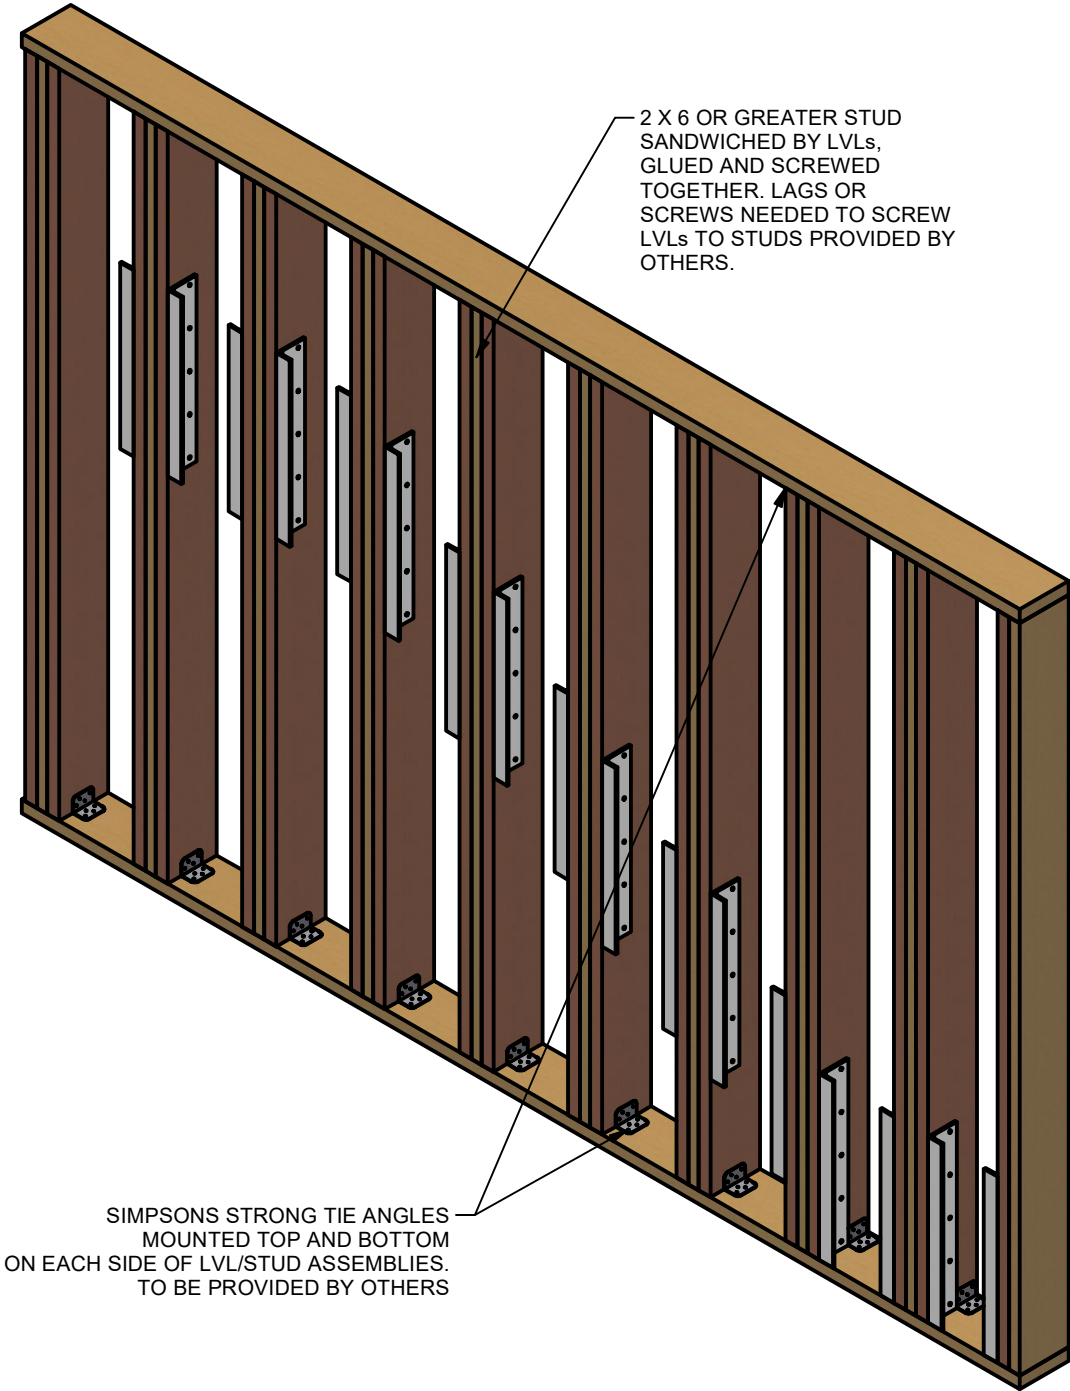 2 X 6 OR GREATER STUD
SANDWICHED BY LVLs,
GLUED AND SCREWED
TOGETHER. LAGS OR
SCREWS NEEDED TO SCREW
LVLs TO STUDS PROVIDED BY
OTHERS.
SIMPSONS STRONG TIE ANGLES
MOUNTED TOP AND BOTTOM
ON EACH SIDE OF LVL/STUD ASSEMBLIES.
TO BE PROVIDED BY OTHERS